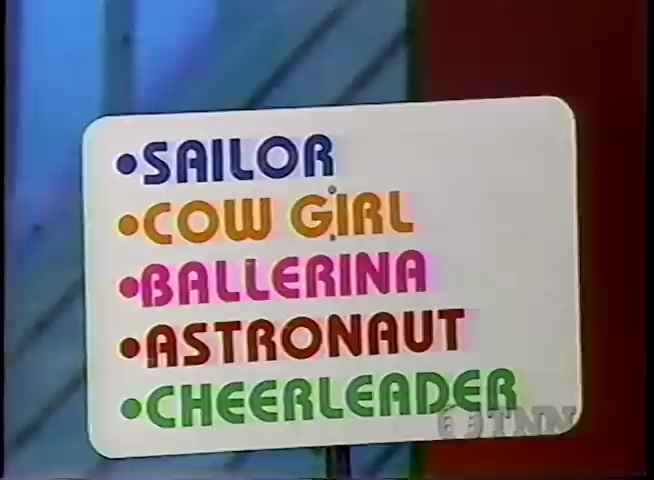 •SAILOR
•COW GIRL
•BALLERINA
•ASTRONAUT
•CHEERLEADER
TNN